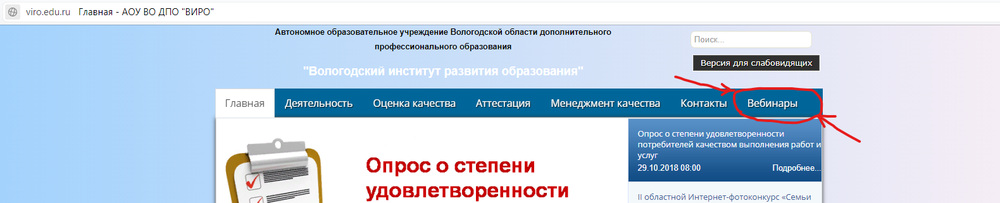 viro.edu.ru Главная - АОУ ВО ДПО "ВИРО"
Автономное образовательное учреждение Вологодской области дополнительного
профессионального образования
Поиск...
Версия для слабовидящих
"Вологодский институт развития образования"
Главная Деятельность Оценка качества Аттестация Менеджмент качества Контакты Вебинары
Опрос о степени
удовлетворенности
Опрос о степени удовлетворенности
потребителей качеством выполнения работ и
услуг
29.10.2018 08:00 Подробнее...
II областной Интернет-фотоконкурс «Семьи